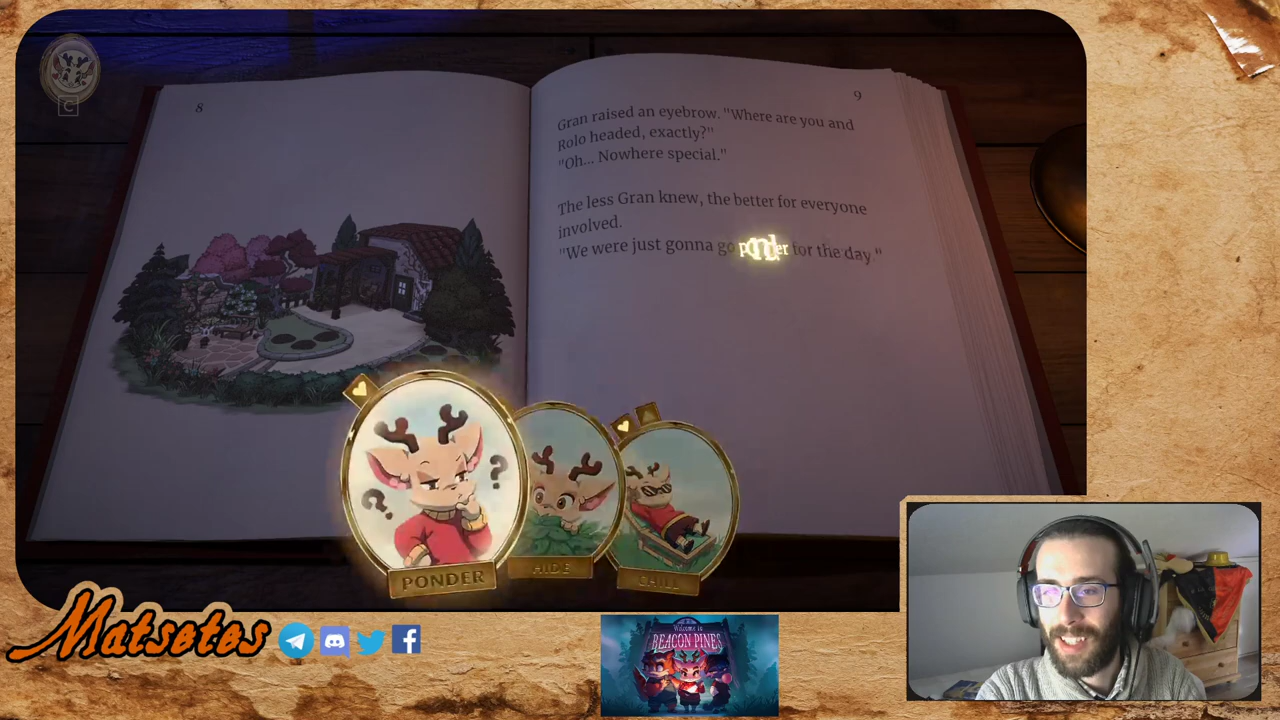 8
9
C
Gran raised an eyebrow. "Where are you and
Rolo headed, exactly?"
"Oh... Nowhere special."
The less Gran knew, the better for everyone
involved.
"We were just gonna go ponder for the day."
? ?
PONDER
HIDE
CHILL
Matsetes
Welcome to
BEACON PINES